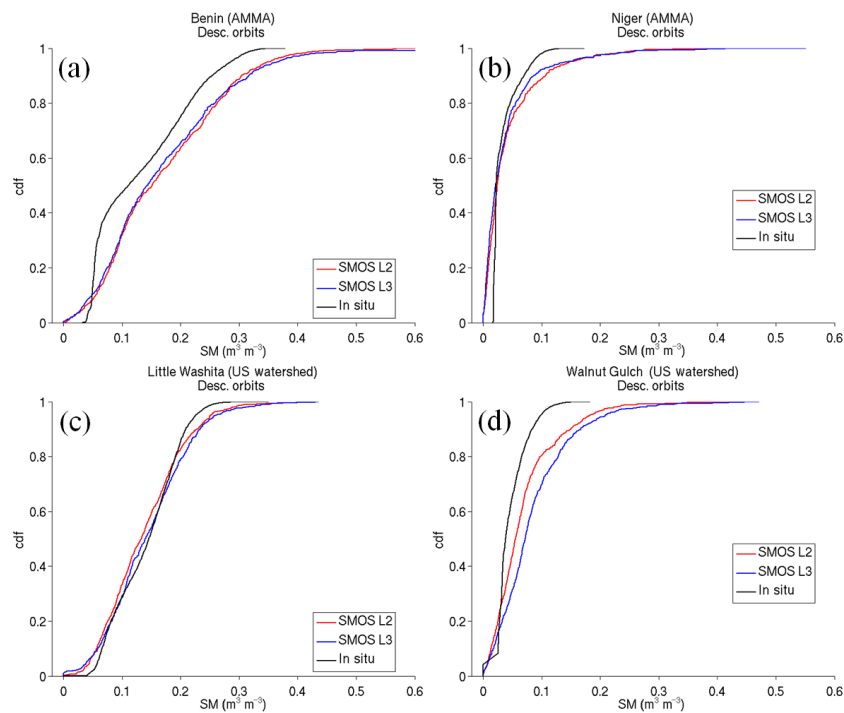 Benin (AMMA)
Desc. orbits
(a)
1
0.8
0.6
0.4
0.2
0
cdf
0
0.1
0.2
0.3
0.4
0.5
0.6
SM (m³ m⁻³)
SMOS L2
SMOS L3
In situ
Niger (AMMA)
Desc. orbits
(b)
1
0.8
0.6
0.4
0.2
0
cdf
0
0.1
0.2
0.3
0.4
0.5
0.6
SM (m³ m⁻³)
SMOS L2
SMOS L3
In situ
Little Washita (US watershed)
Desc. orbits
(c)
1
0.8
0.6
0.4
0.2
0
cdf
0
0.1
0.2
0.3
0.4
0.5
0.6
SM (m³ m⁻³)
SMOS L2
SMOS L3
In situ
Walnut Gulch (US watershed)
Desc. orbits
(d)
1
0.8
0.6
0.4
0.2
0
cdf
0
0.1
0.2
0.3
0.4
0.5
0.6
SM (m³ m⁻³)
SMOS L2
SMOS L3
In situ